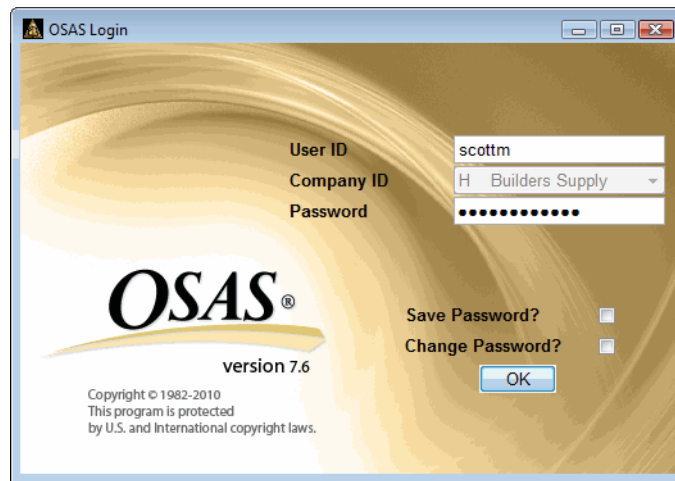 OSAS Login
User ID
scottm
Company ID
H Builders Supply
Password
••••••••••••
OSAS®
version 7.6
Save Password?
Change Password?
OK
Copyright © 1982-2010
This program is protected
by U.S. and International copyright laws.